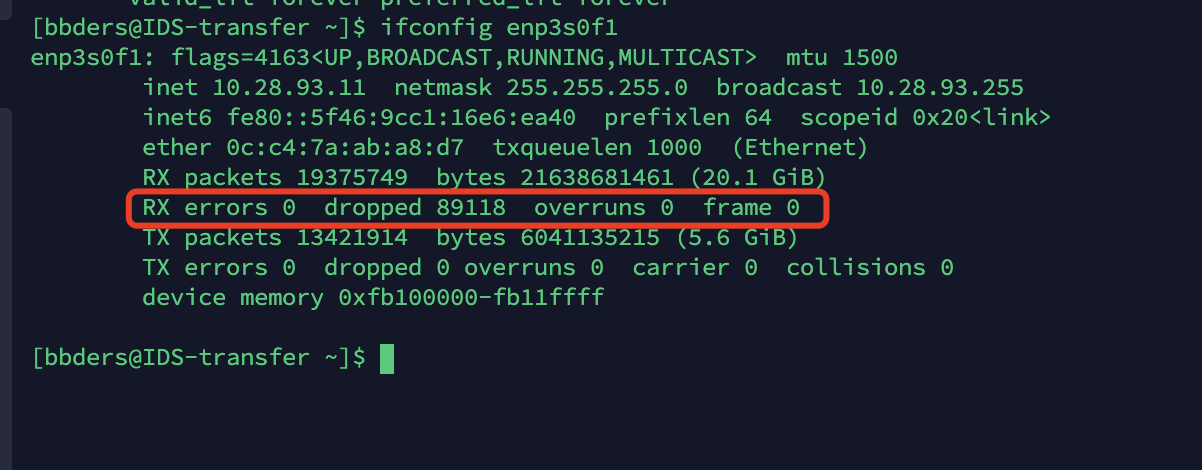 valid_lft forever preferred_lft forever
[bbders@IDS-transfer ~]$ ifconfig enp3s0f1
enp3s0f1: flags=4163<UP,BROADCAST,RUNNING,MULTICAST>  mtu 1500
        inet 10.28.93.11  netmask 255.255.255.0  broadcast 10.28.93.255
        inet6 fe80::5f46:9cc1:16e6:ea40  prefixlen 64  scopeid 0x20<link>
        ether 0c:c4:7a:ab:a8:d7  txqueuelen 1000  (Ethernet)
        RX packets 19375749  bytes 21638681461 (20.1 GiB)
        RX errors 0  dropped 89118  overruns 0  frame 0
        TX packets 13421914  bytes 6041135215 (5.6 GiB)
        TX errors 0  dropped 0 overruns 0  carrier 0  collisions 0
        device memory 0xfb100000-fb11ffff
[bbders@IDS-transfer ~]$